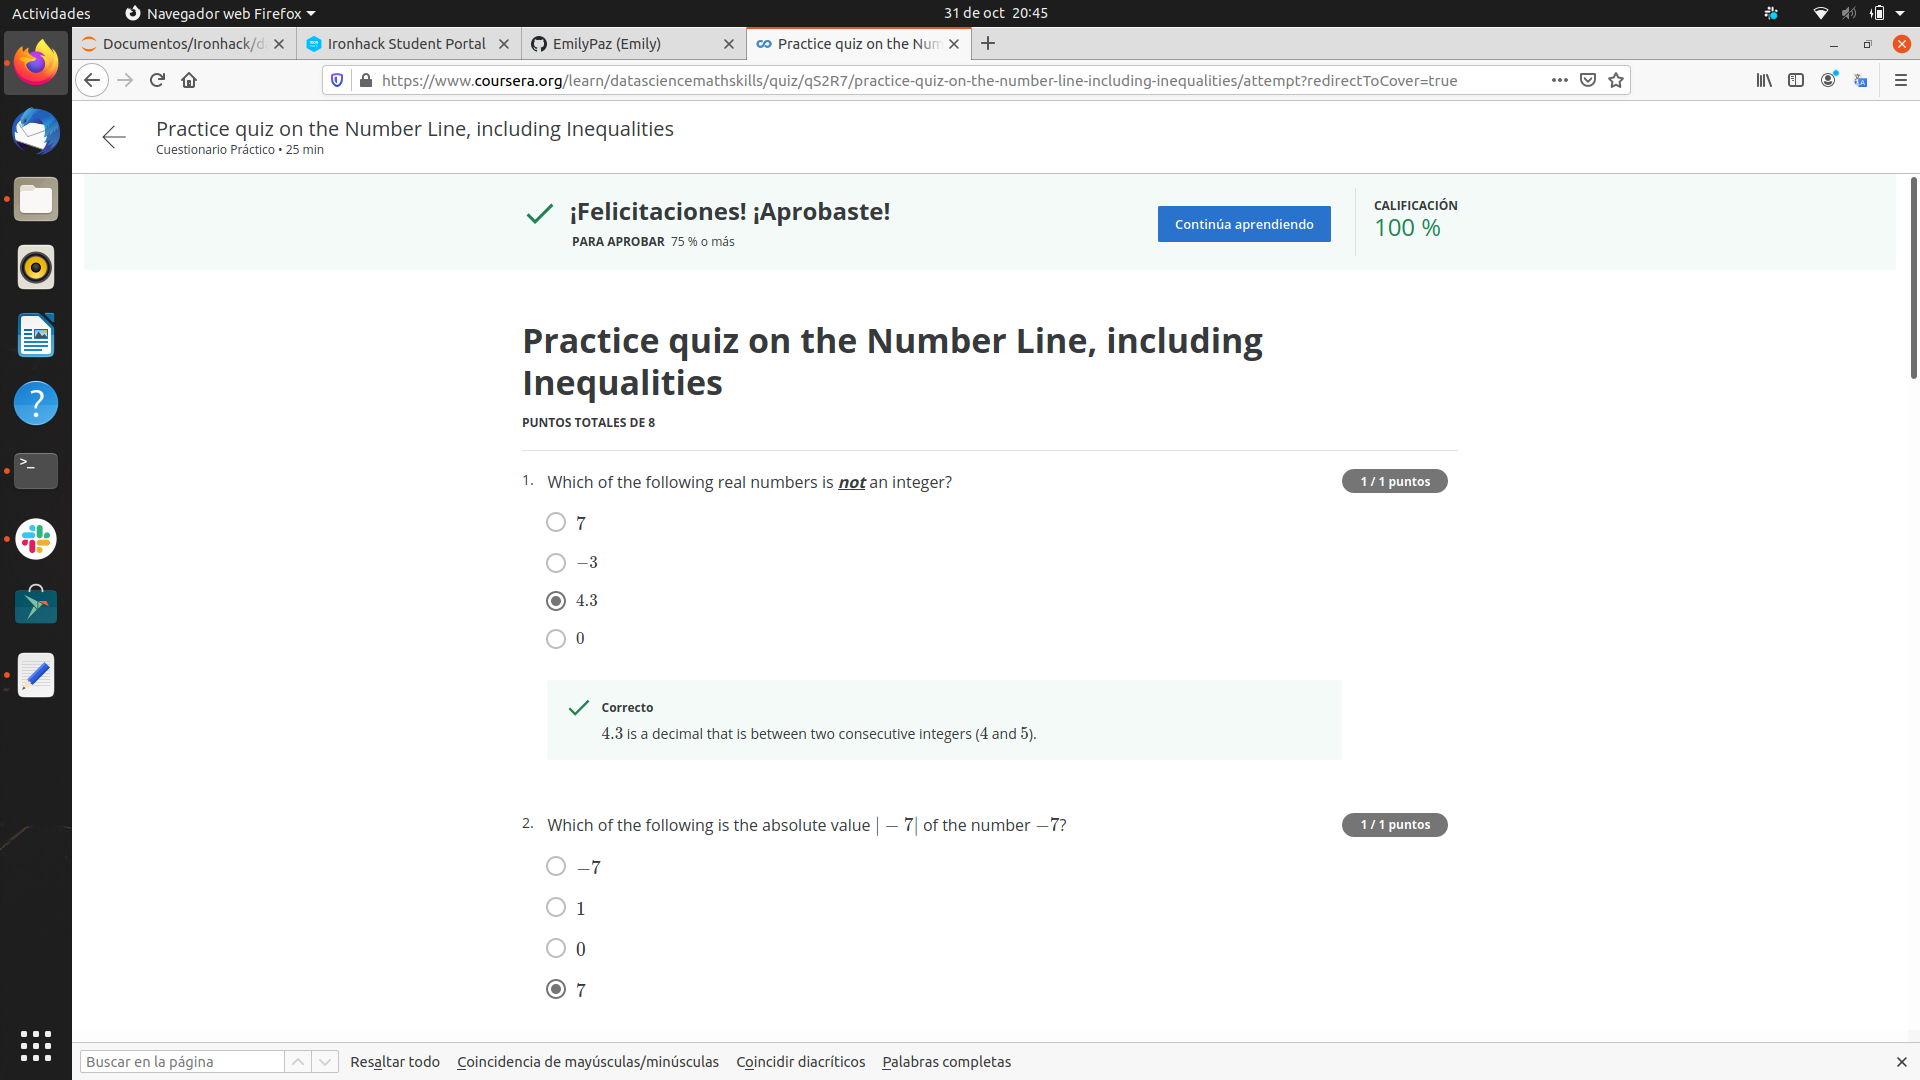 Actividades
Navegador web Firefox
31 de oct 20:45
Documentos/Ironhack/d
Ironhack Student Portal
EmilyPaz (Emily)
Practice quiz on the Num
https://www.coursera.org/learn/datasciencemathskills/quiz/qS2R7/practice-quiz-on-the-number-line-including-inequalities/attempt?redirectToCover=true
Practice quiz on the Number Line, including Inequalities
Cuestionario Práctico • 25 min
¡Felicitaciones! ¡Aprobaste!
PARA APROBAR 75 % o más
Continúa aprendiendo
CALIFICACIÓN
100 %
Practice quiz on the Number Line, including
Inequalities
PUNTOS TOTALES DE 8
1. Which of the following real numbers is not an integer?
1 / 1 puntos
7
−3
4.3
0
Correcto
4.3 is a decimal that is between two consecutive integers (4 and 5).
2. Which of the following is the absolute value | − 7| of the number −7?
1 / 1 puntos
−7
1
0
7
Buscar en la página
Resaltar todo
Coincidencia de mayúsculas/minúsculas
Coincidir diacríticos
Palabras completas